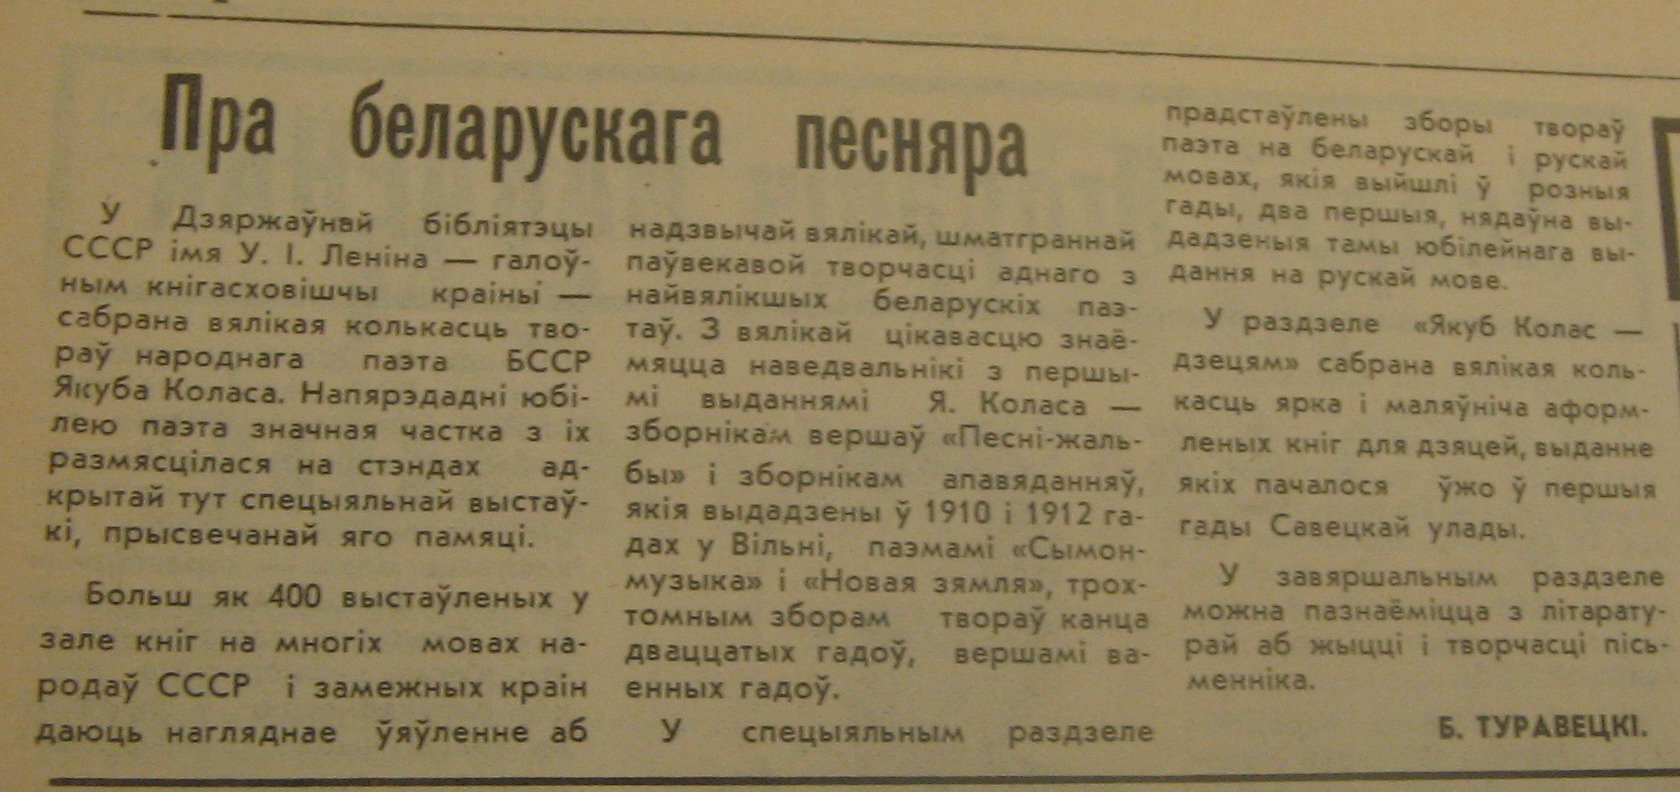 Пра беларускага песняра
У Дзяржаўнай бібліятэцы
СССР імя У. І. Леніна — галоў-
ным кнігасховішчы краіны —
сабрана вялікая колькасць тво-
раў народнага паэта БССР
Якуба Коласа. Напярэдадні юбі-
лею паэта значная частка з іх
размясцілася на стэндах ад-
крытай тут спецыяльнай выстаў-
кі, прысвечанай яго памяці.
Больш як 400 выстаўленых у
зале кніг на многіх мовах на-
родаў СССР і замежных краін
даюць нагляднае ўяўленне аб
надзвычай вялікай, шматграннай
паўвекавой творчасці аднаго з
найвялікшых беларускіх паэ-
таў. З вялікай цікавасцю знаё-
мяцца наведвальнікі з першы-
мі выданнямі Я. Коласа —
зборнікам вершаў «Песні-жаль-
бы» і зборнікам апавяданняў,
якія выдадзены ў 1910 і 1912 га-
дах у Вільні, паэмамі «Сымон-
музыка» і «Новая зямля», трох-
томным зборам твораў канца
дваццатых гадоў, вершамі ва-
енных гадоў.
У спецыяльным раздзеле
прадстаўлены зборы твораў
паэта на беларускай і рускай
мовах, якія выйшлі ў розныя
гады, два першыя, нядаўна вы-
дадзеныя тамы юбілейнага вы-
дання на рускай мове.
У раздзеле «Якуб Колас —
дзецям» сабрана вялікая коль-
касць ярка і маляўніча аформ-
леных кніг для дзяцей, выданне
якіх пачалося ўжо ў першыя
гады Савецкай улады.
У завяршальным раздзеле
можна пазнаёміцца з літарату-
рай аб жыцці і творчасці пісь-
менніка.
Б. ТУРАВЕЦКІ.